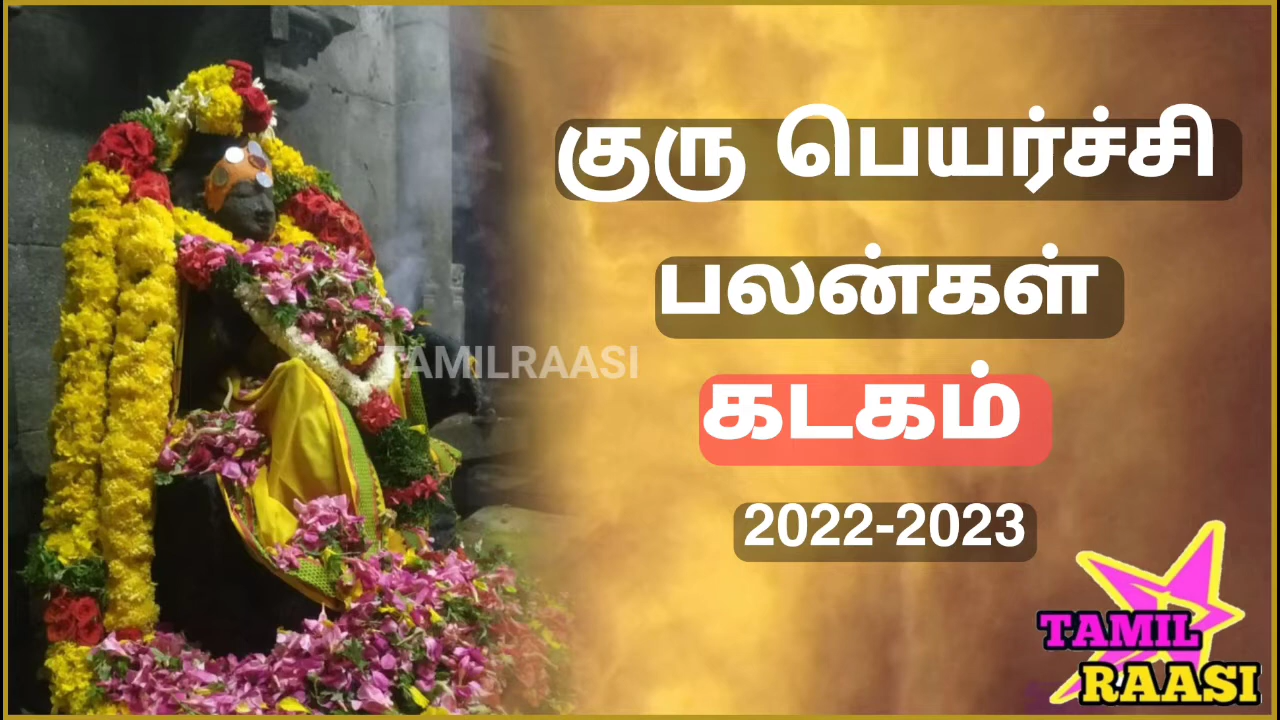 குரு பெயர்ச்சி
பலன்கள்
TAMILRAASI
கடகம்
2022-2023
TAMIL
RAASI